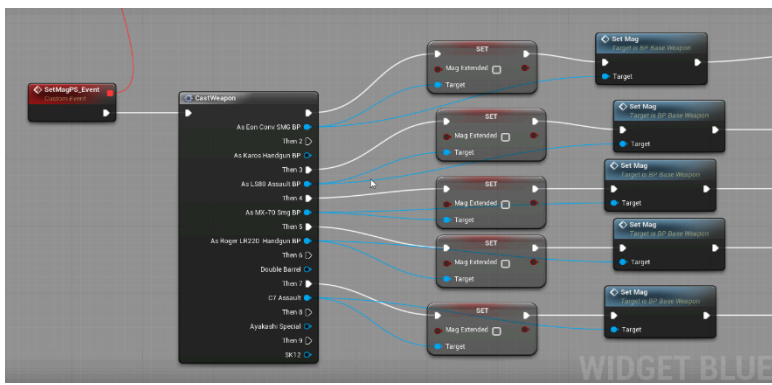 SetMagPS_Event
Custom Event
CastWeapon
As Eon Conv SMG BP
Then 2
As Karos Handgun BP
Then 3
As LS80 Assault BP
Then 4
As MX-70 Smg BP
Then 5
As Roger LR220 Handgun BP
Then 6
Double Barrel
Then 7
C7 Assault
Then 8
Ayakashi Special
Then 9
SK12
SET
Mag Extended
Target
SET
Mag Extended
Target
SET
Mag Extended
Target
SET
Mag Extended
Target
SET
Mag Extended
Target
Set Mag
Target is BP Base Weapon
Target
Set Mag
Target is BP Base Weapon
Target
Set Mag
Target is BP Base Weapon
Target
Set Mag
Target is BP Base Weapon
Target
Set Mag
Target is BP Base Weapon
Target
WIDGET BLUE